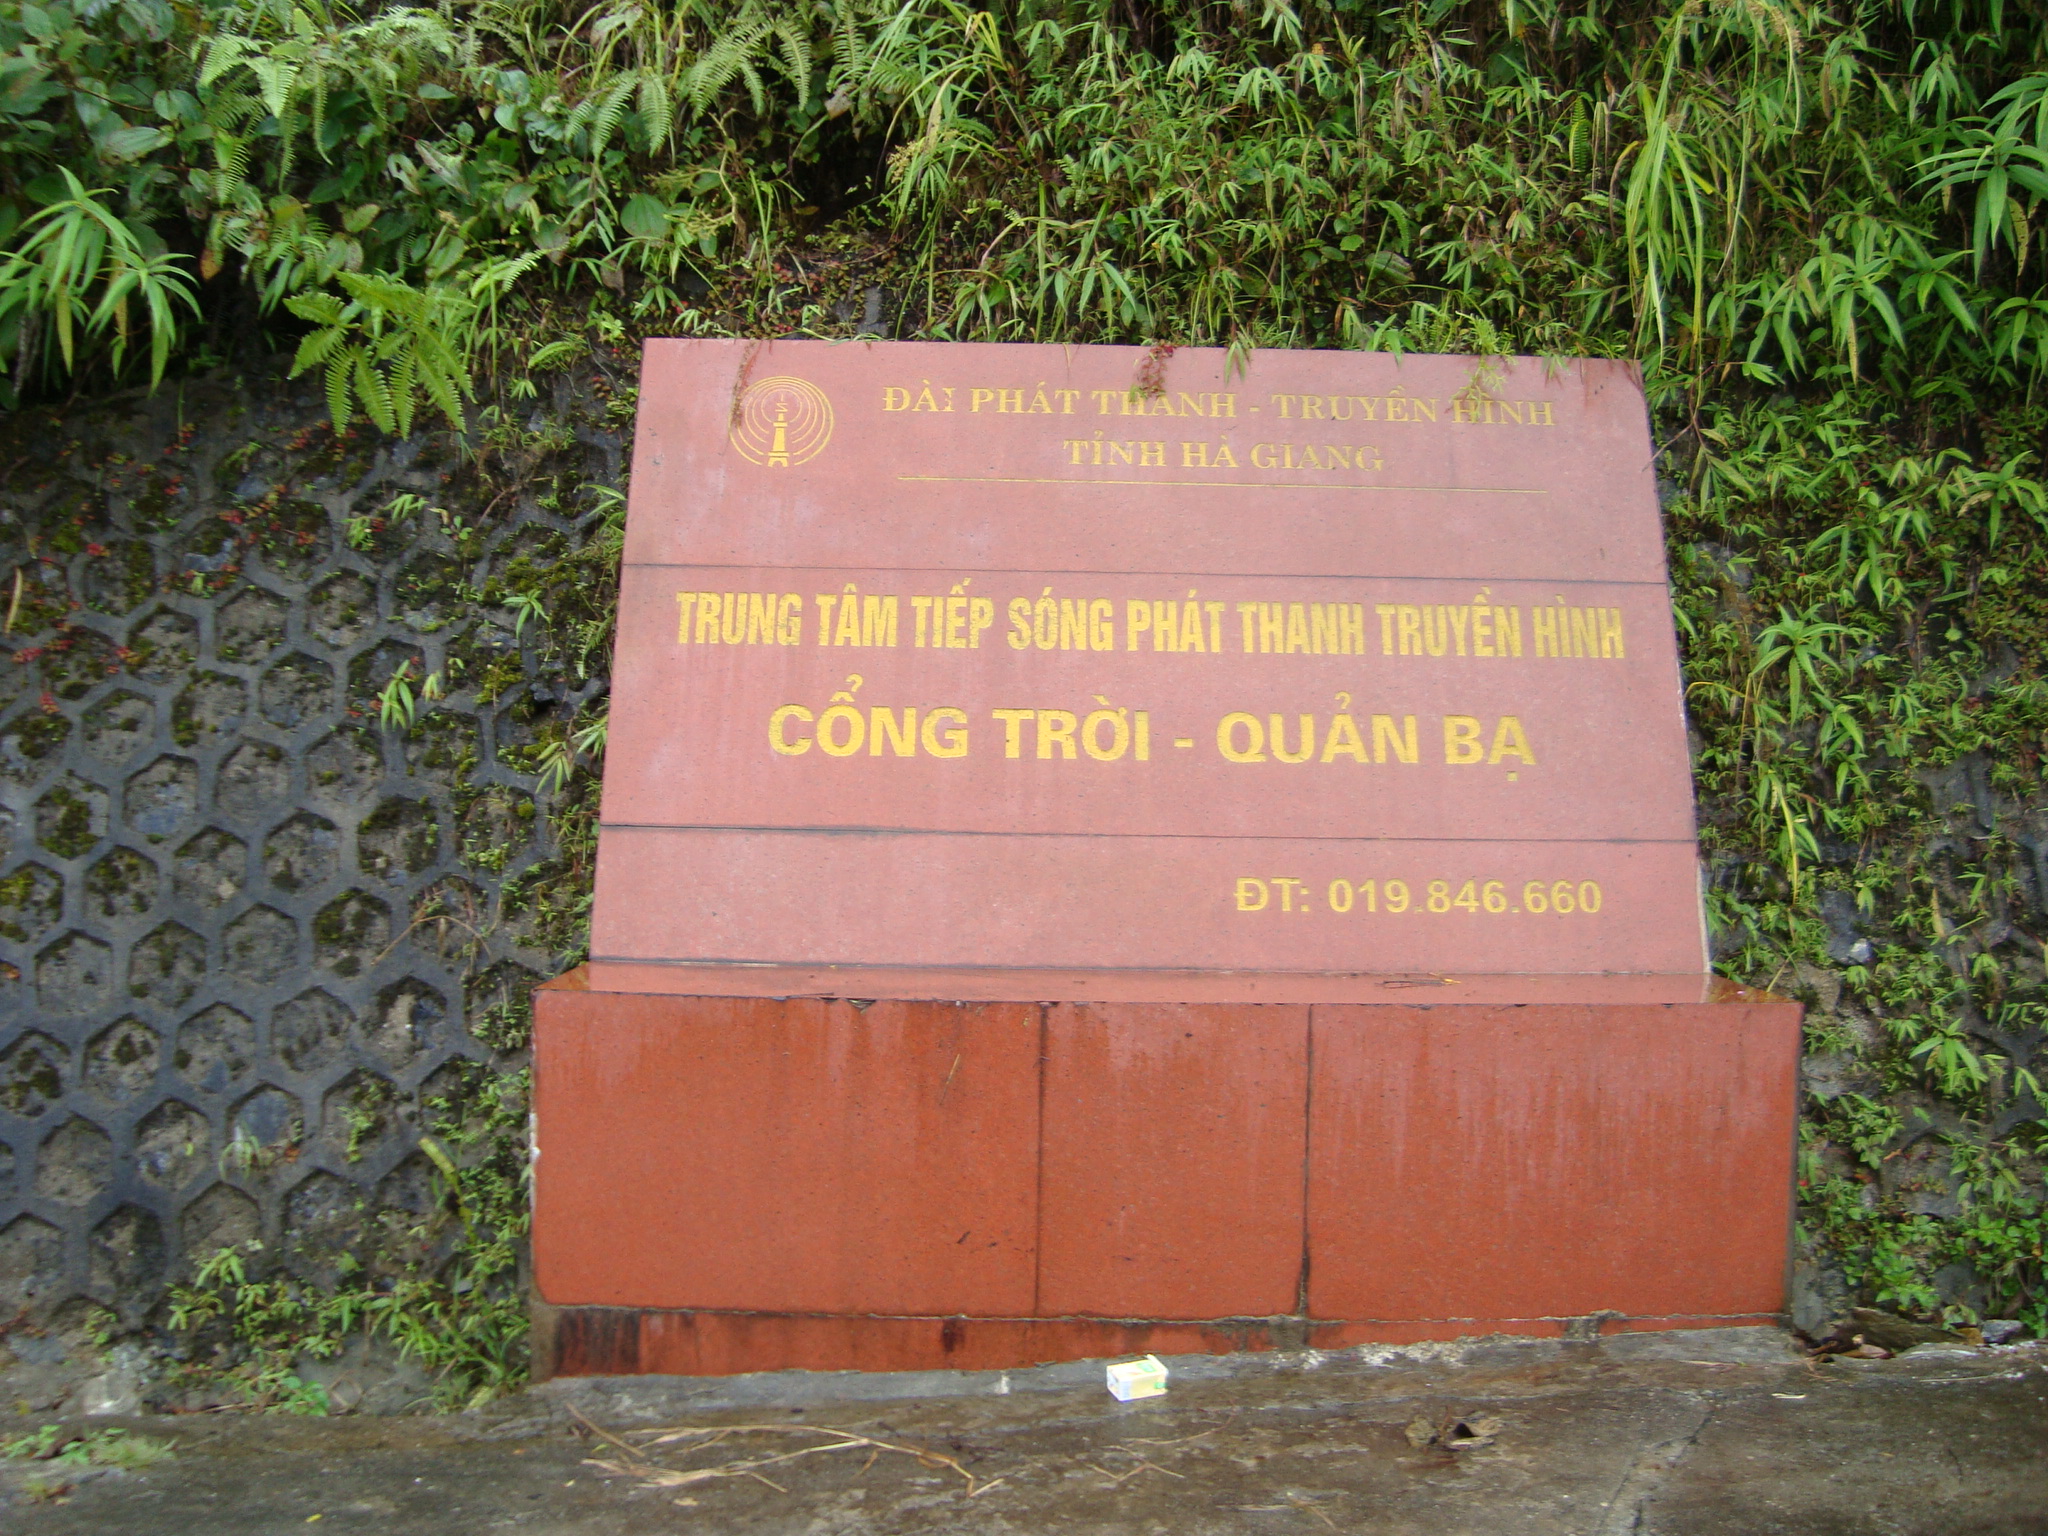 ĐÀI PHÁT THANH - TRUYỀN HÌNH
TỈNH HÀ GIANG
TRUNG TÂM TIẾP SÓNG PHÁT THANH TRUYỀN HÌNH
CỔNG TRỜI - QUẢN BẠ
ĐT: 019.846.660